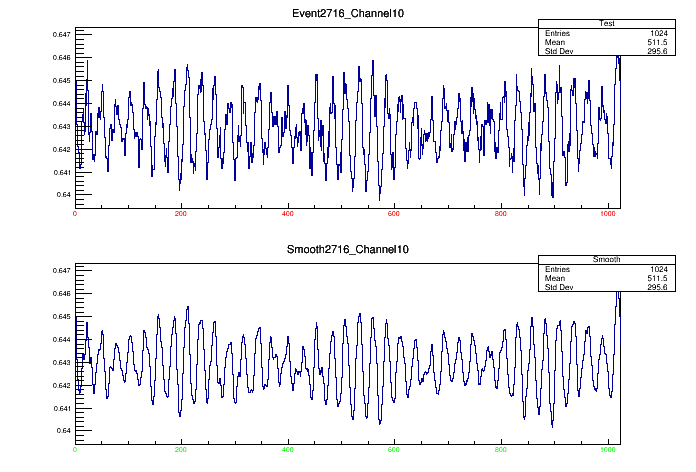 Event2716_Channel10
Test
Entries 1024
Mean 511.5
Std Dev 295.6
0.647
0.646
0.645
0.644
0.643
0.642
0.641
0.64
0 200 400 600 800 1000
Smooth2716_Channel10
Smooth
Entries 1024
Mean 511.5
Std Dev 295.6
0.647
0.646
0.645
0.644
0.643
0.642
0.641
0.64
0 200 400 600 800 1000